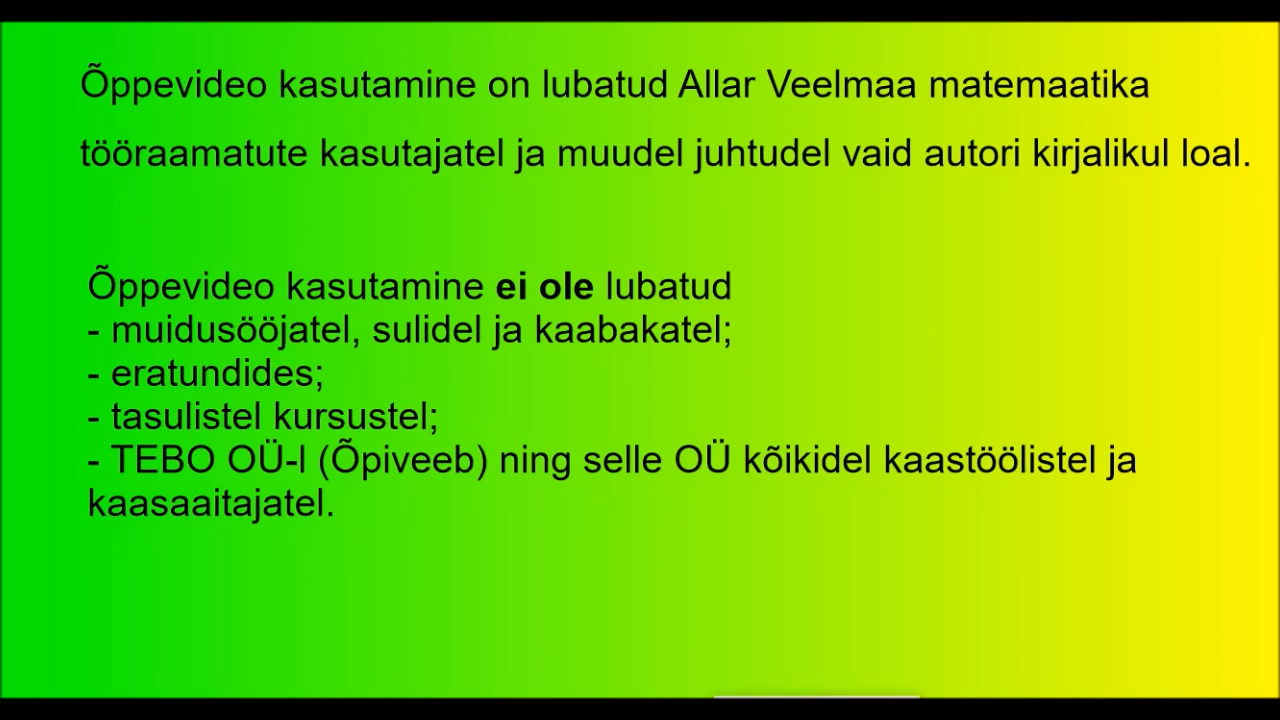 Õppevideo kasutamine on lubatud Allar Veelmaa matemaatika
tööraamatute kasutajatel ja muudel juhtudel vaid autori kirjalikul loal.
Õppevideo kasutamine ei ole lubatud
- muidusööjatel, sulidel ja kaabakatel;
- eratundides;
- tasulistel kursustel;
- TEBO OÜ-l (Õpiveeb) ning selle OÜ kõikidel kaastöölistel ja
kaasaaitajatel.